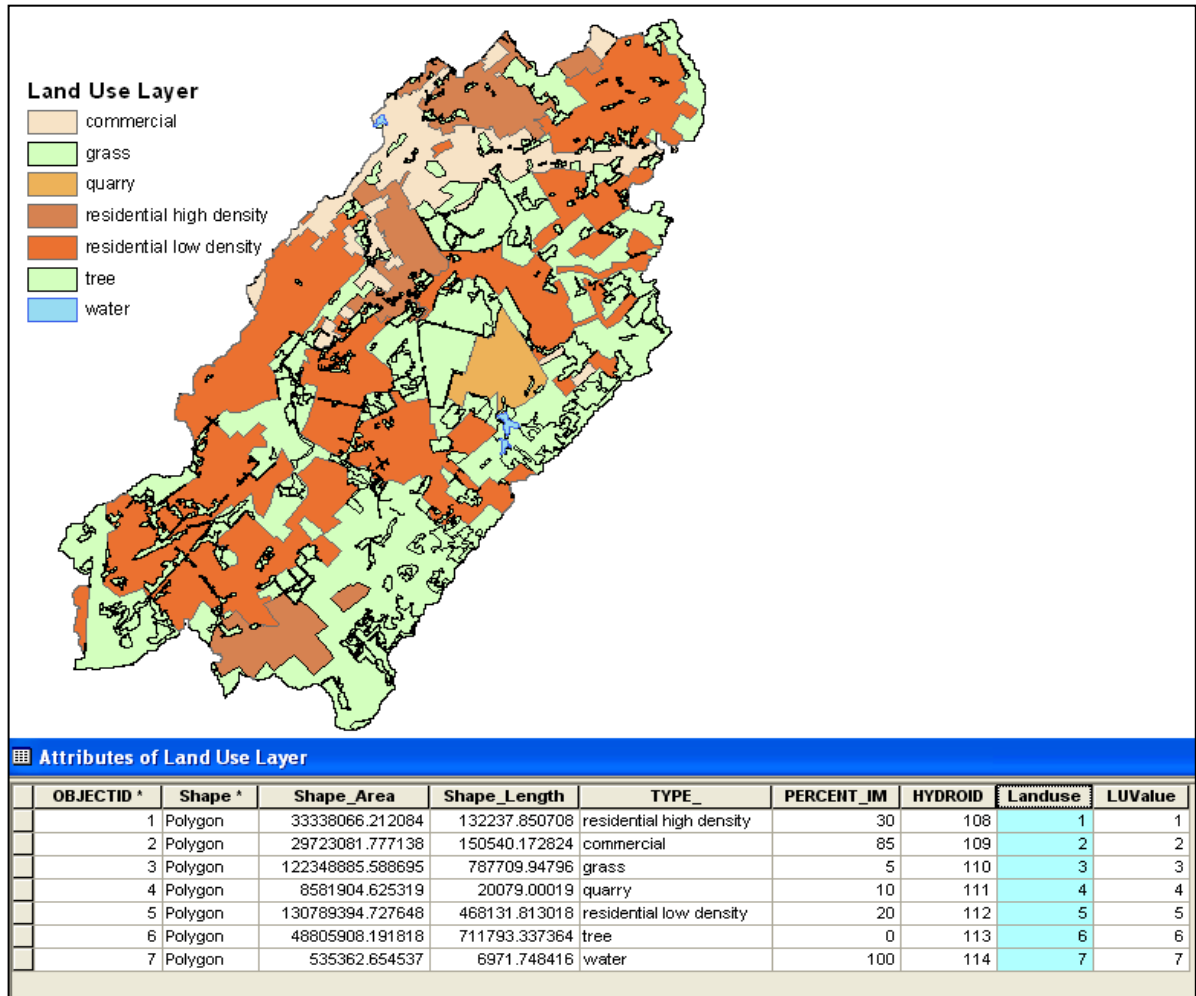 Land Use Layer
commercial
grass
quarry
residential high density
residential low density
tree
water
Attributes of Land Use Layer
OBJECTID * Shape * Shape_Area Shape_Length TYPE_ PERCENT_IM HYDROID Landuse LUValue
1 Polygon 33338066.212084 132237.850708 residential high density 30 108 1 1
2 Polygon 29723081.777138 150540.172824 commercial 85 109 2 2
3 Polygon 122348885.588695 787709.94796 grass 5 110 3 3
4 Polygon 8581904.625319 20079.00019 quarry 10 111 4 4
5 Polygon 130789394.727648 468131.813018 residential low density 20 112 5 5
6 Polygon 48805908.191818 711793.337364 tree 0 113 6 6
7 Polygon 535362.654537 6971.748416 water 100 114 7 7